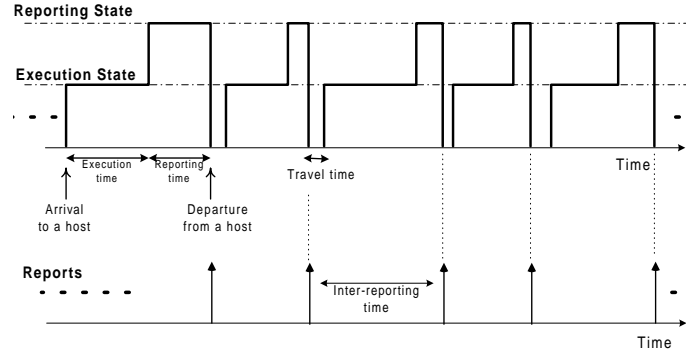 Reporting State
Execution State
Execution
time
Reporting
time
Travel time
Time
Arrival
to a host
Departure
from a host
Reports
Inter-reporting
time
Time